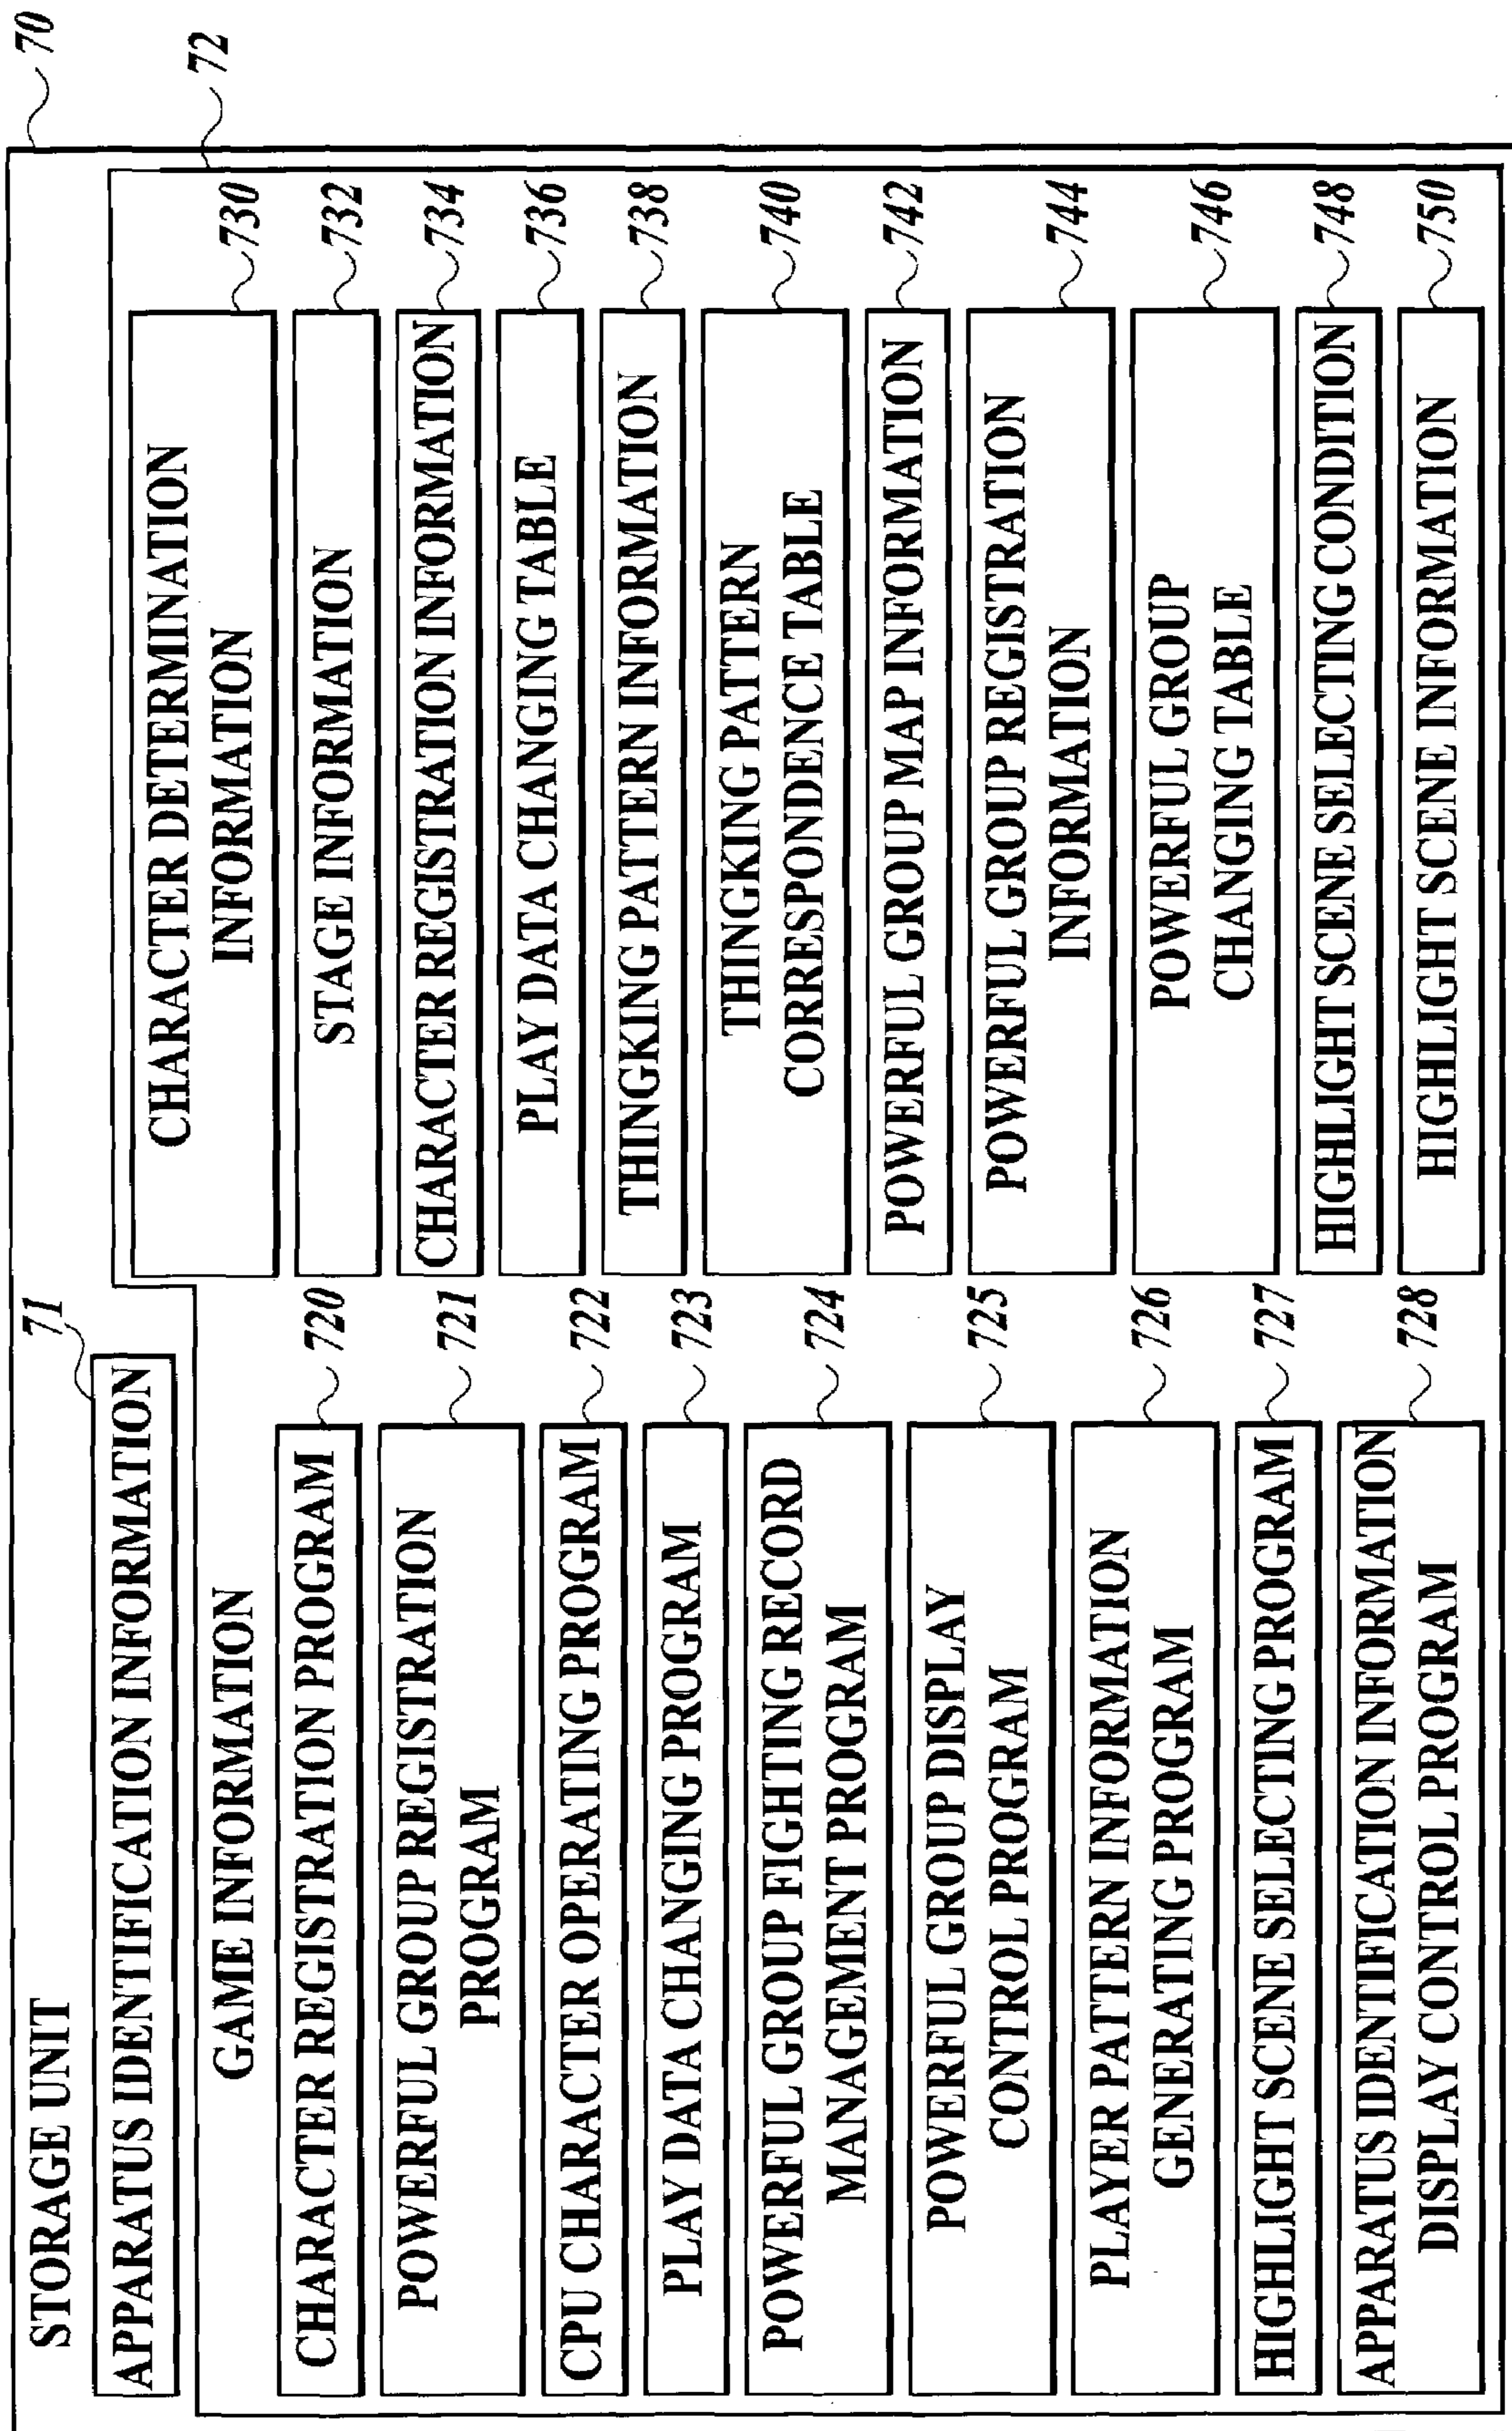 70
72
STORAGE UNIT
71
APPARATUS IDENTIFICATION INFORMATION
GAME INFORMATION
CHARACTER REGISTRATION PROGRAM
720
POWERFUL GROUP REGISTRATION
PROGRAM
721
CPU CHARACTER OPERATING PROGRAM
722
PLAY DATA CHANGING PROGRAM
723
POWERFUL GROUP FIGHTING RECORD
MANAGEMENT PROGRAM
724
POWERFUL GROUP DISPLAY
CONTROL PROGRAM
725
PLAYER PATTERN INFORMATION
GENERATING PROGRAM
726
HIGHLIGHT SCENE SELECTING PROGRAM
727
APPARATUS IDENTIFICATION INFORMATION
DISPLAY CONTROL PROGRAM
728
CHARACTER DETERMINATION
INFORMATION
730
STAGE INFORMATION
732
CHARACTER REGISTRATION INFORMATION
734
PLAY DATA CHANGING TABLE
736
THINGKING PATTERN INFORMATION
738
THINGKING PATTERN
CORRESPONDENCE TABLE
740
POWERFUL GROUP MAP INFORMATION
742
POWERFUL GROUP REGISTRATION
INFORMATION
744
POWERFUL GROUP
CHANGING TABLE
746
HIGHLIGHT SCENE SELECTING CONDITION
748
HIGHLIGHT SCENE INFORMATION
750